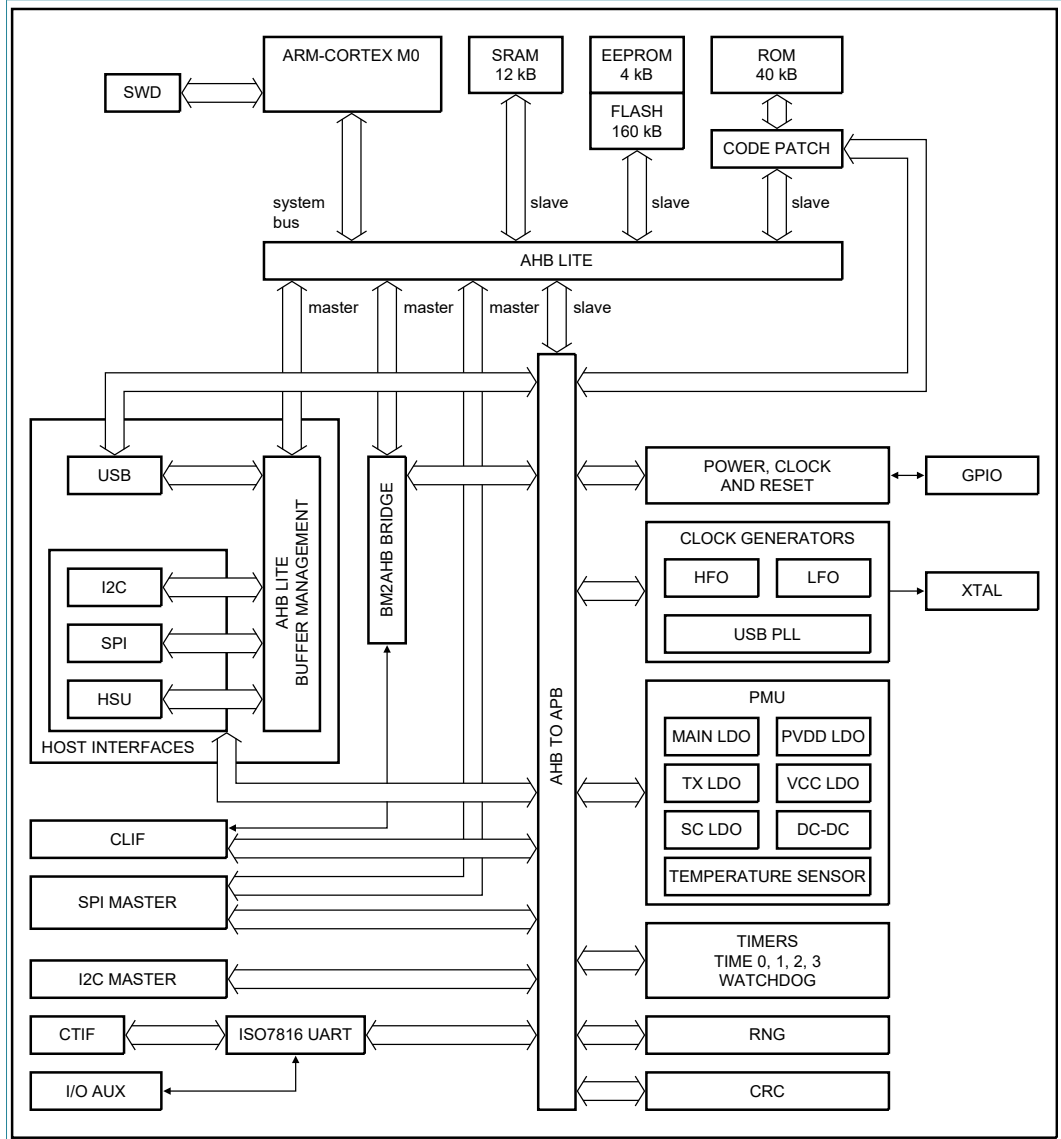 ARM-CORTEX M0
SRAM
12 kB
EEPROM
4 kB
ROM
40 kB
SWD
FLASH
160 kB
CODE PATCH
system
bus
slave
slave
slave
AHB LITE
master
master
master
slave
USB
POWER, CLOCK
AND RESET
GPIO
AHB LITE
BUFFER MANAGEMENT
BM2AHB BRIDGE
CLOCK GENERATORS
I2C
HFO
LFO
XTAL
SPI
USB PLL
HSU
HOST INTERFACES
AHB TO APB
PMU
MAIN LDO
PVDD LDO
TX LDO
VCC LDO
SC LDO
DC-DC
TEMPERATURE SENSOR
CLIF
SPI MASTER
TIMERS
TIME 0, 1, 2, 3
WATCHDOG
I2C MASTER
CTIF
ISO7816 UART
RNG
I/O AUX
CRC